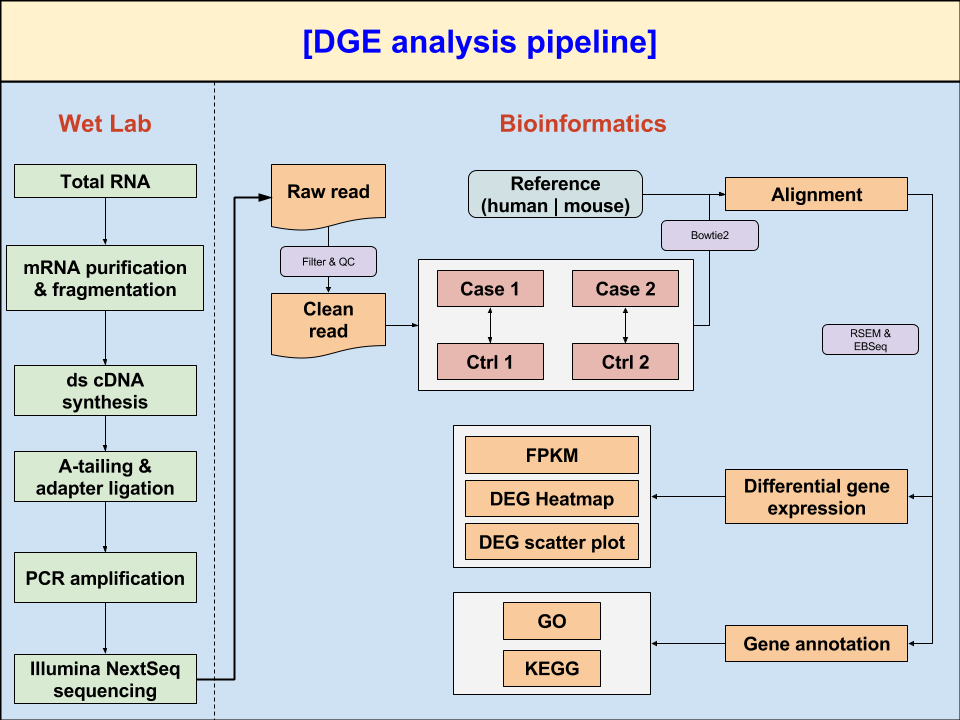 [DGE analysis pipeline]
Wet Lab
Total RNA
mRNA purification
& fragmentation
ds cDNA
synthesis
A-tailing &
adapter ligation
PCR amplification
Illumina NextSeq
sequencing
Bioinformatics
Raw read
Filter & QC
Clean
read
Reference
(human | mouse)
Alignment
Bowtie2
Case 1
Case 2
Ctrl 1
Ctrl 2
RSEM &
EBSeq
FPKM
DEG Heatmap
DEG scatter plot
Differential gene
expression
GO
KEGG
Gene annotation